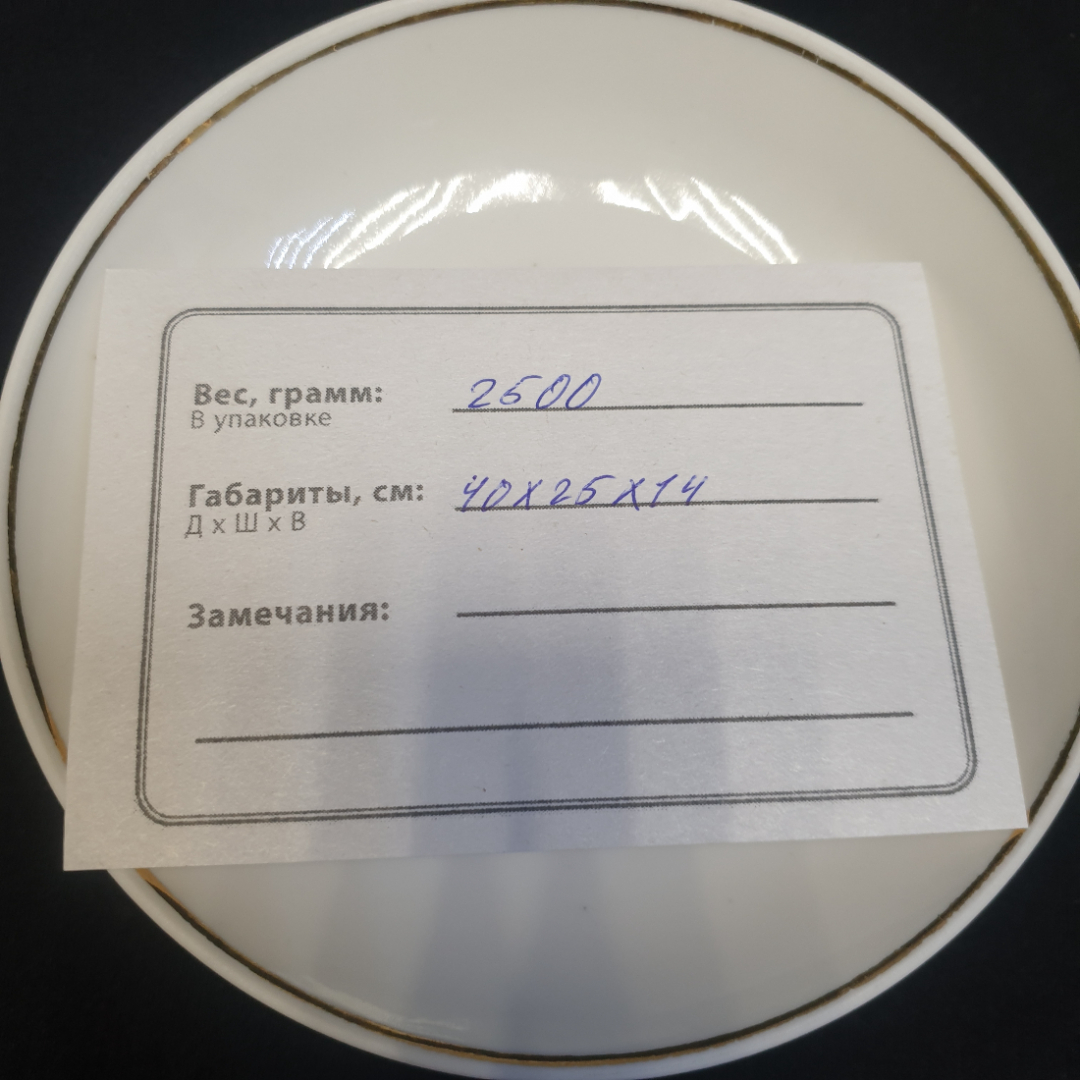 Вес, грамм: 2500
В упаковке
Габариты, см: 40х25х14
Д х Ш х В
Замечания: